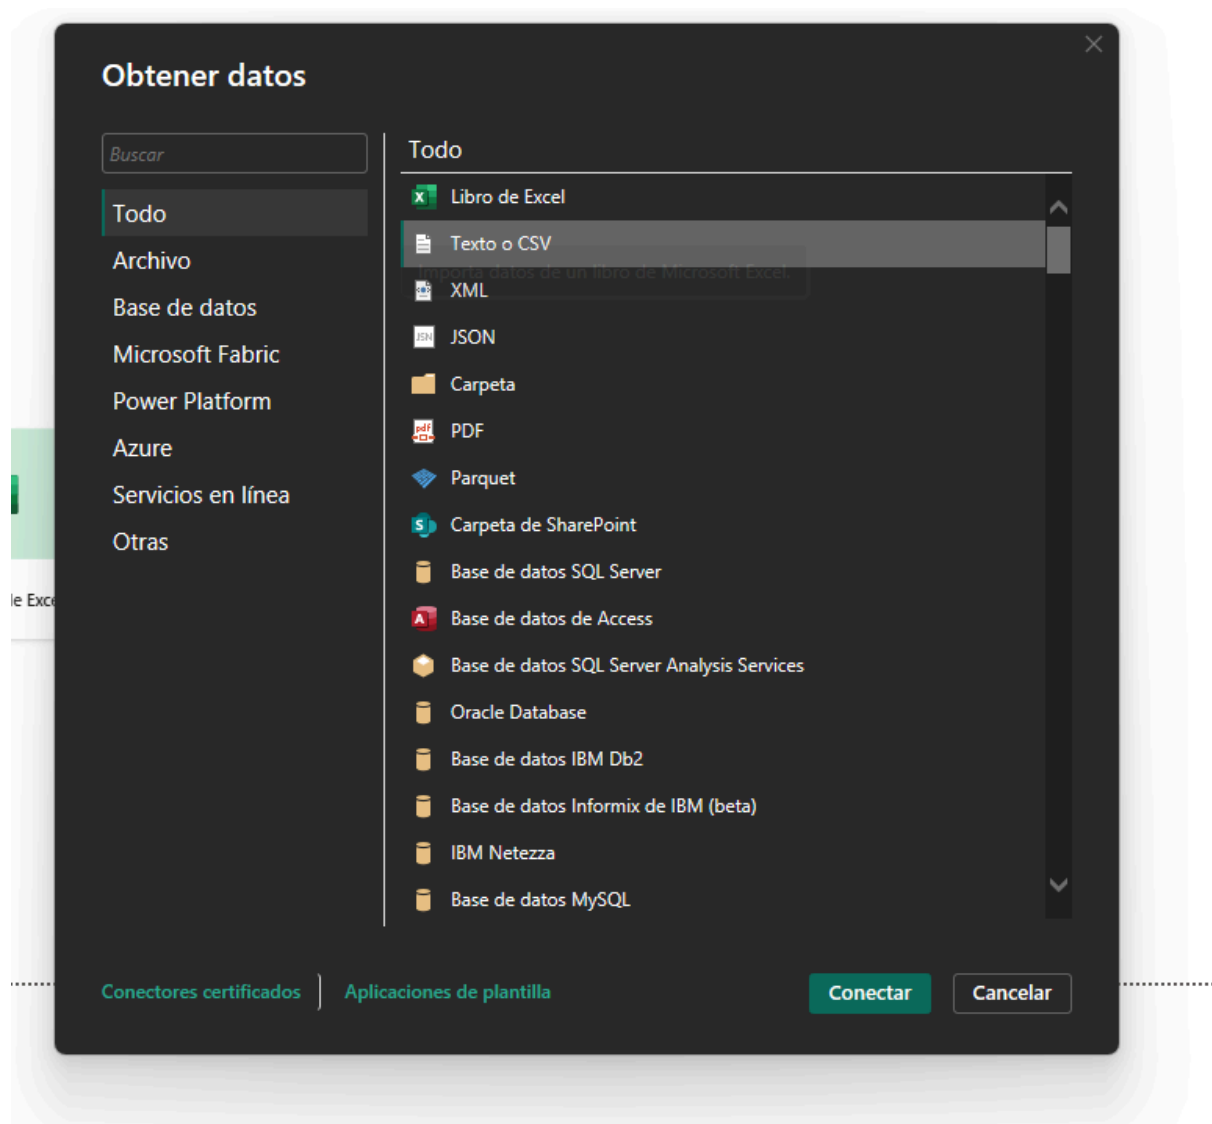 Obtener datos
Buscar
Todo
Archivo
Base de datos
Microsoft Fabric
Power Platform
Azure
Servicios en línea
Otras
Todo
Libro de Excel
Texto o CSV
Importa datos de un libro de Microsoft Excel.
XML
JSON
Carpeta
PDF
Parquet
Carpeta de SharePoint
Base de datos SQL Server
Base de datos de Access
Base de datos SQL Server Analysis Services
Oracle Database
Base de datos IBM Db2
Base de datos Informix de IBM (beta)
IBM Netezza
Base de datos MySQL
Conectores certificados
Aplicaciones de plantilla
Conectar
Cancelar